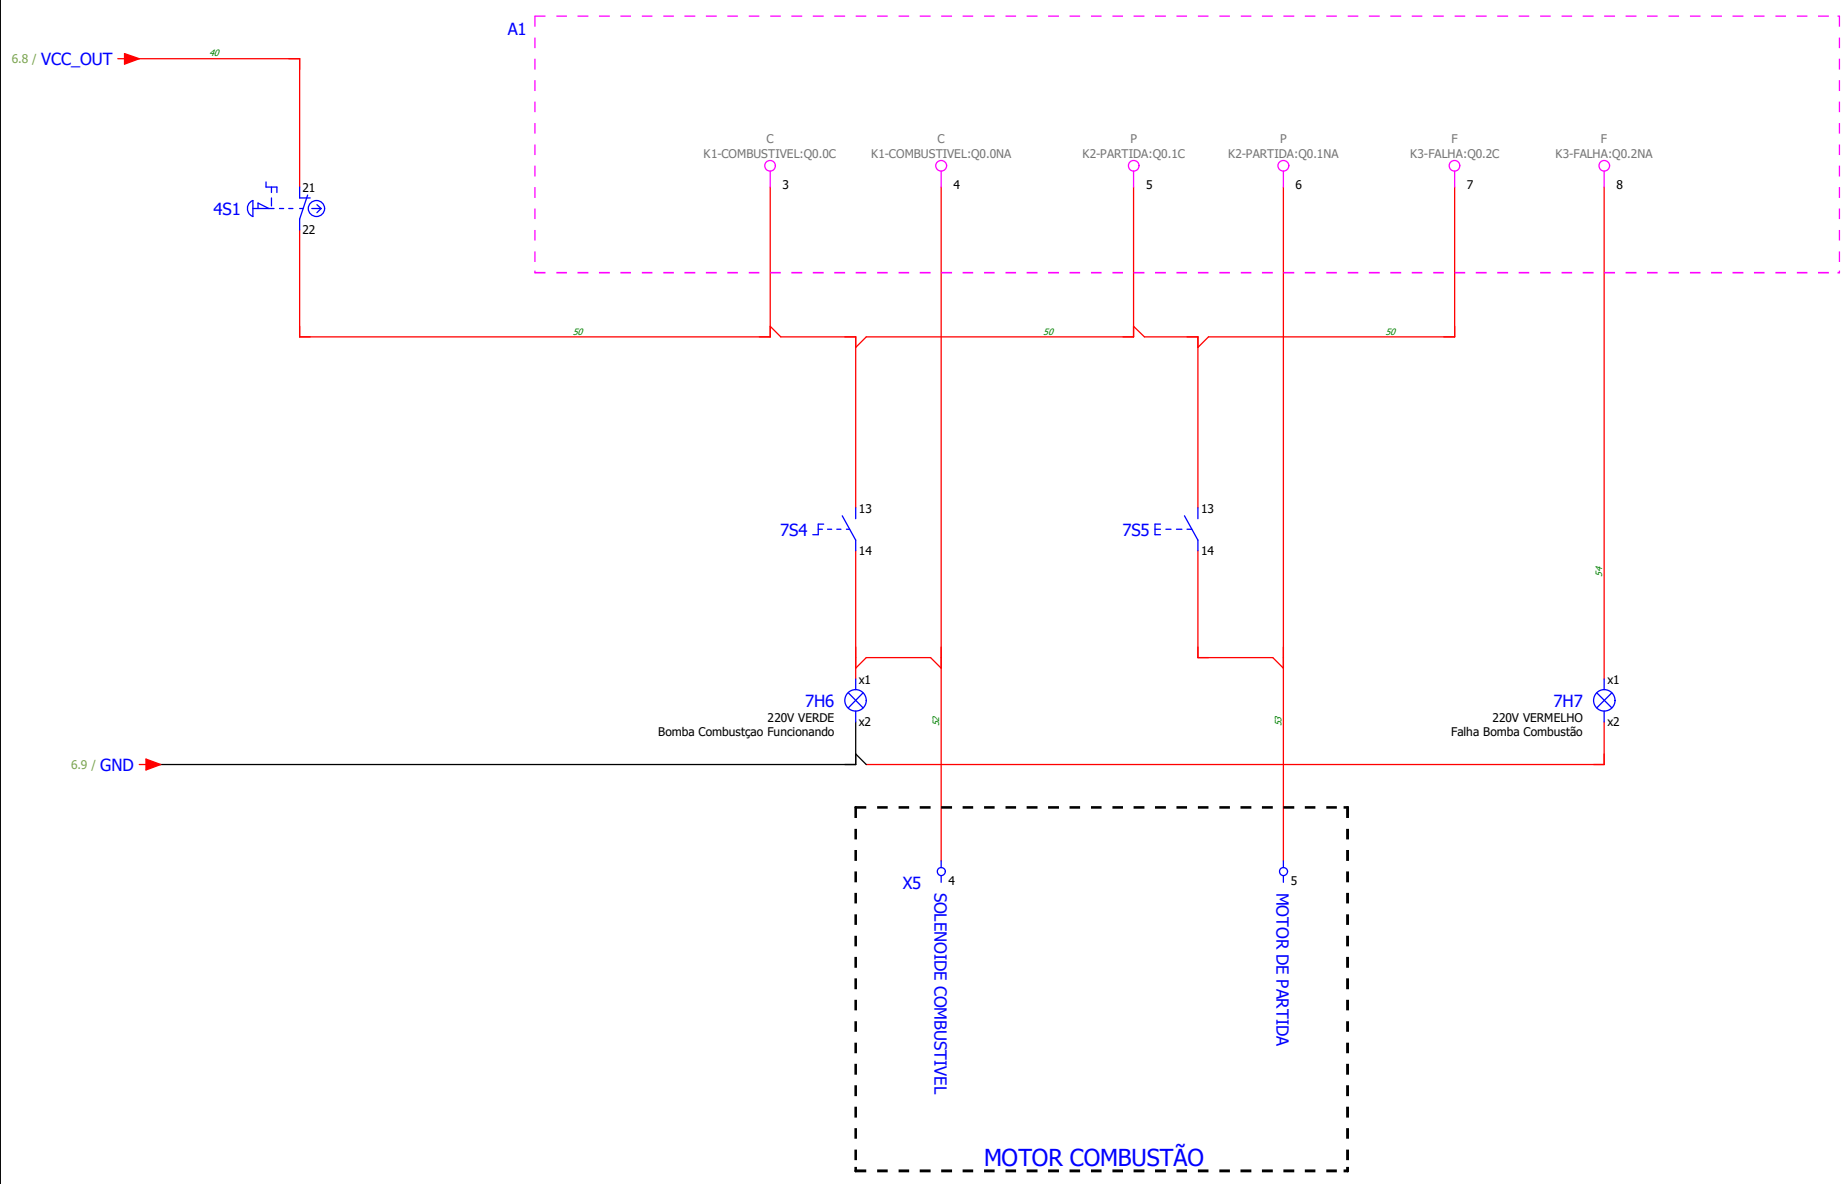 A1
6.8 / VCC_OUT
40
C
K1-COMBUSTIVEL:Q0.0C
3
C
K1-COMBUSTIVEL:Q0.0NA
4
P
K2-PARTIDA:Q0.1C
5
P
K2-PARTIDA:Q0.1NA
6
F
K3-FALHA:Q0.2C
7
F
K3-FALHA:Q0.2NA
8
4S1
21
22
50
50
50
7S4
13
14
7S5
13
14
54
7H6
x1
x2
220V VERDE
Bomba Combustçao Funcionando
52
53
7H7
x1
x2
220V VERMELHO
Falha Bomba Combustão
6.9 / GND
X5
4
SOLENOIDE COMBUSTIVEL
5
MOTOR DE PARTIDA
MOTOR COMBUSTÃO